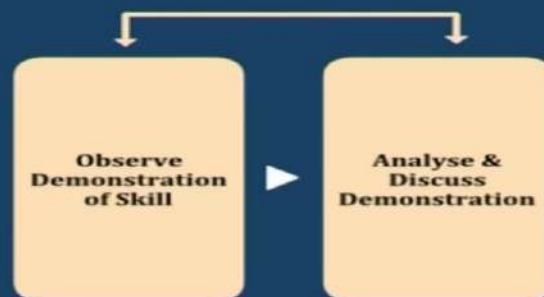 Observe
Demonstration
of Skill
Analyse &
Discuss
Demonstration